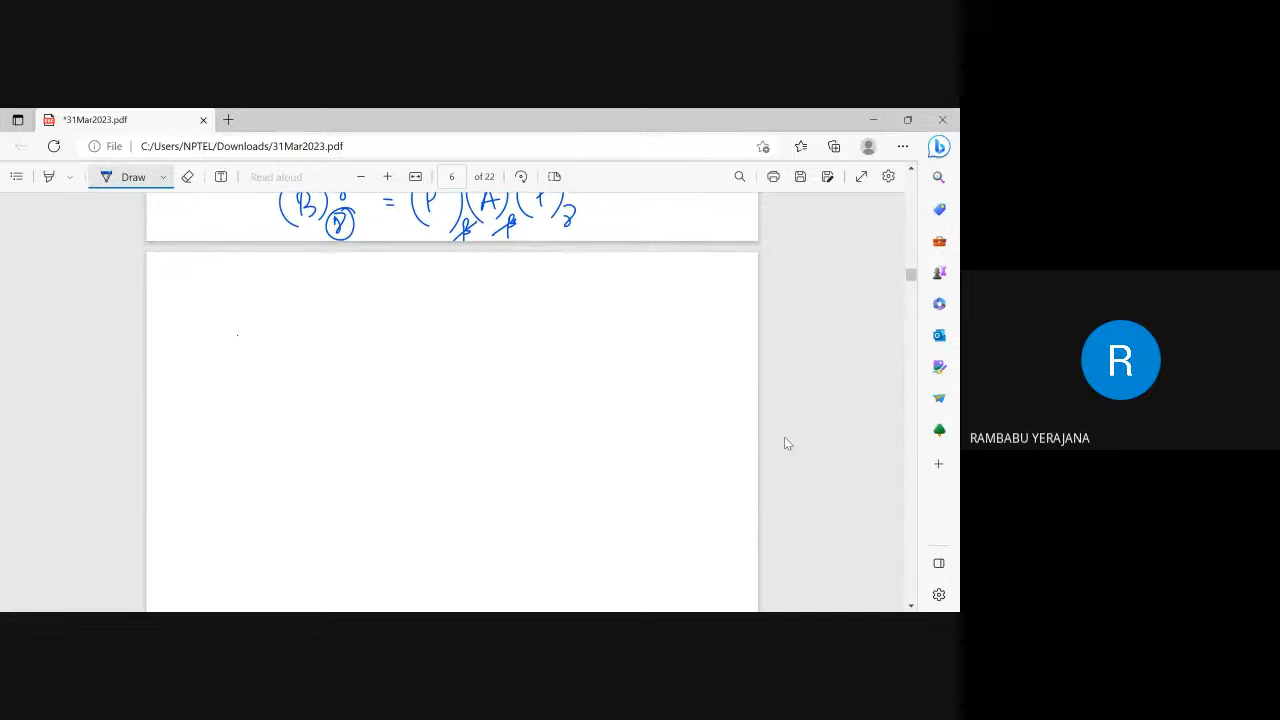 *31Mar2023.pdf
File C:/Users/NPTEL/Downloads/31Mar2023.pdf
Draw Read aloud 6 of 22
(B) = (P )(A)( )
R
RAMBABU YERAJANA